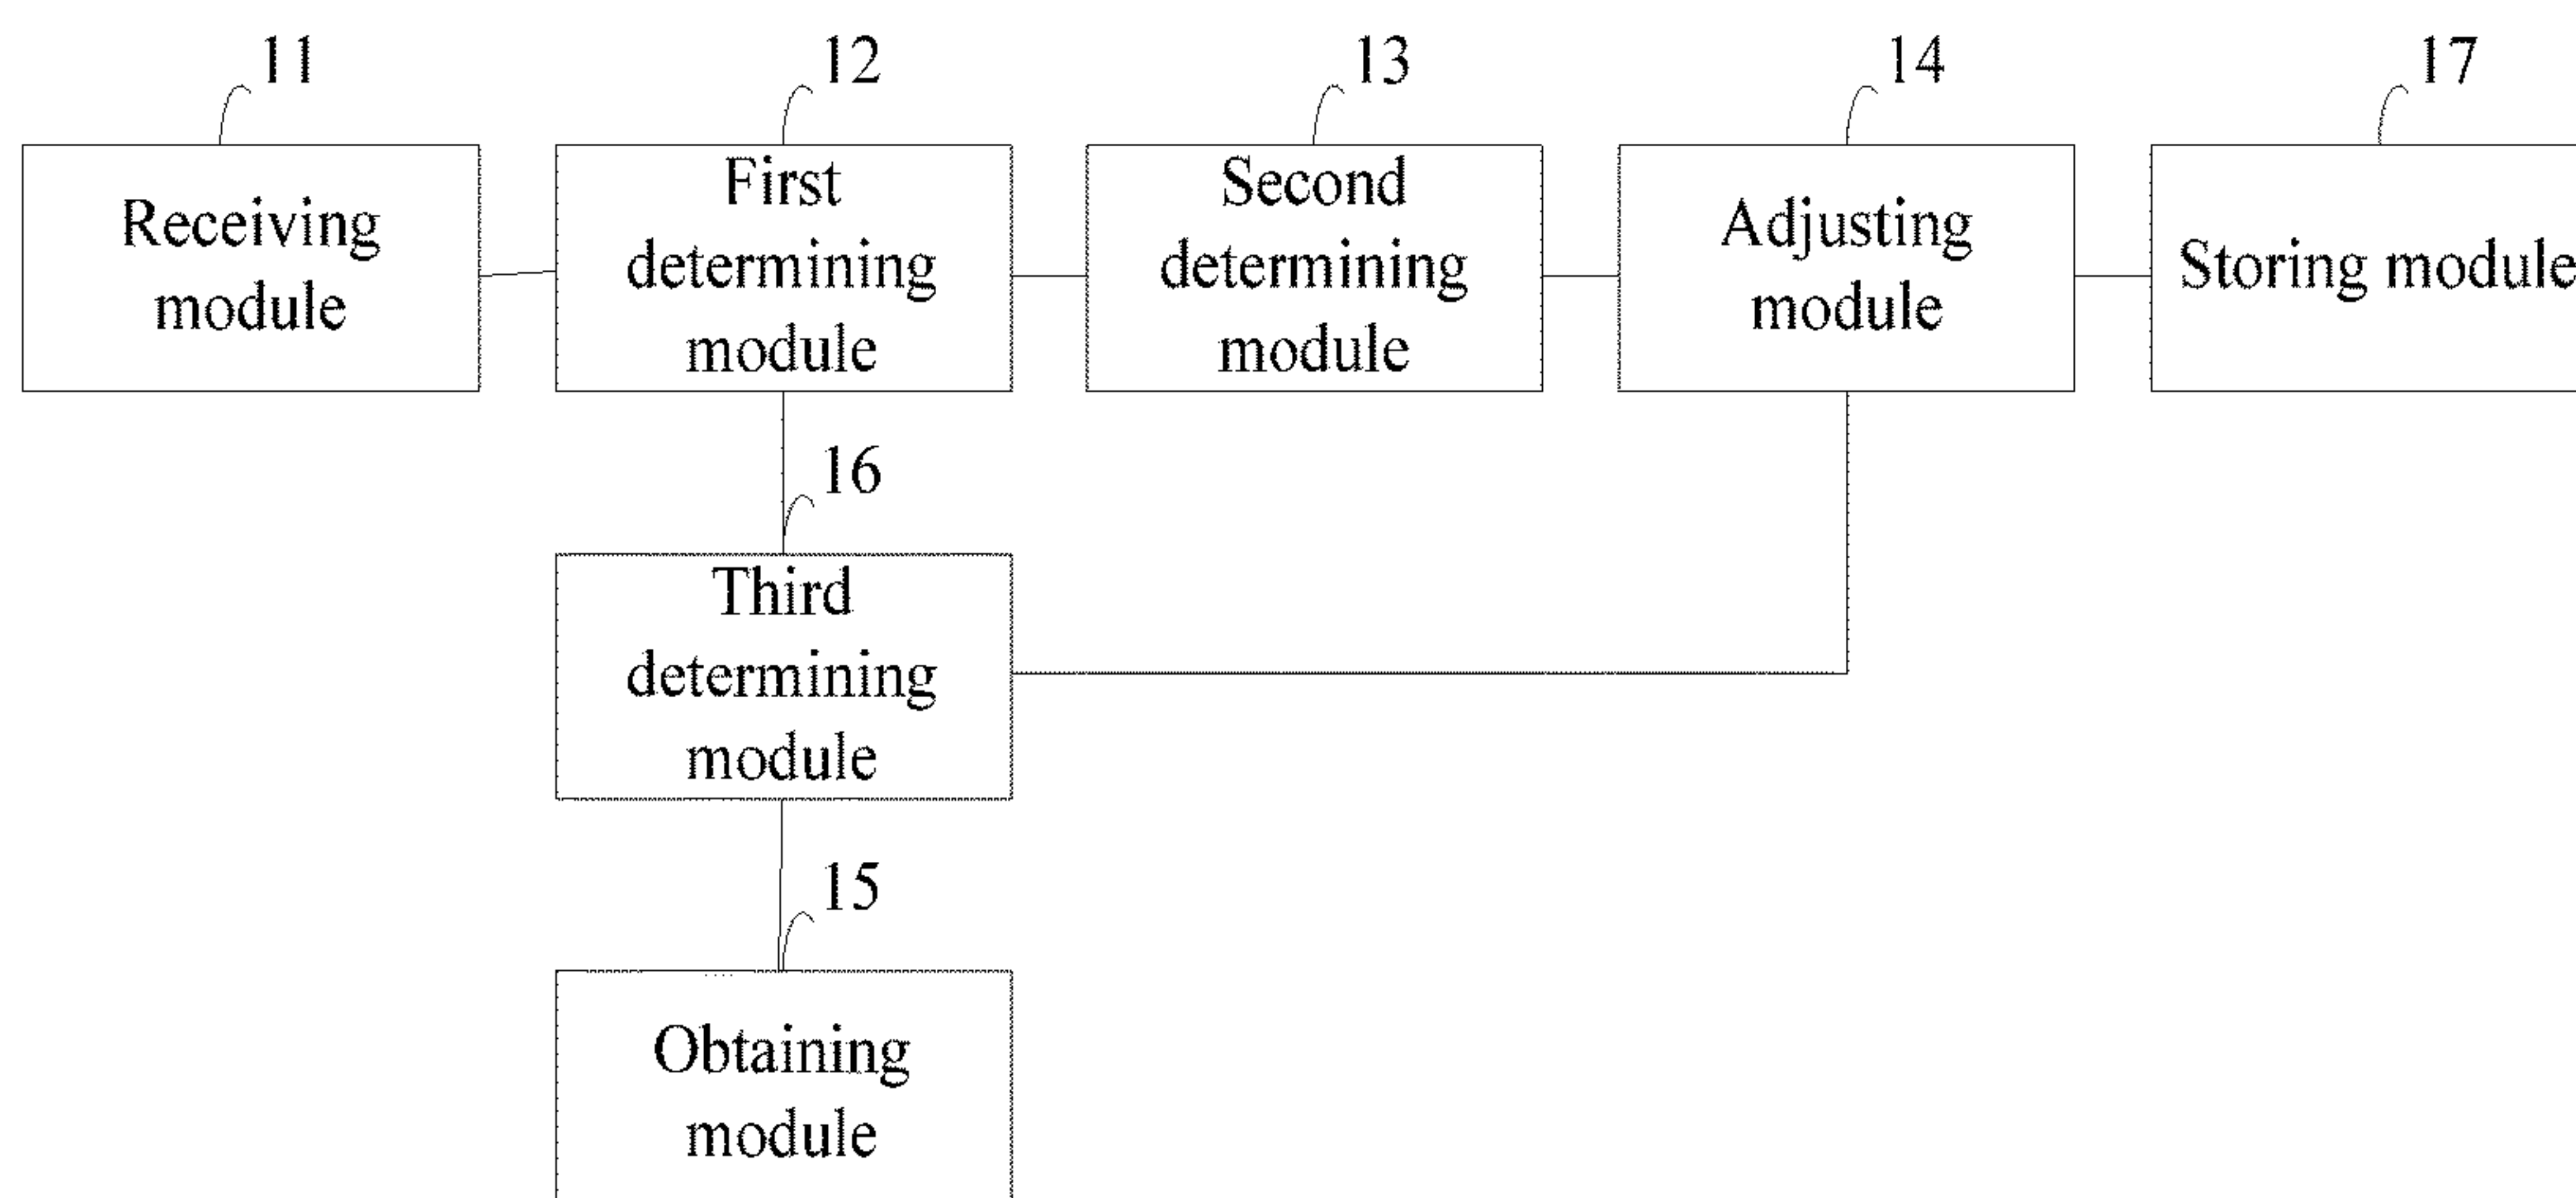 11
12
13
14
17
Receiving
module
First
determining
module
Second
determining
module
Adjusting
module
Storing module
16
Third
determining
module
15
Obtaining
module